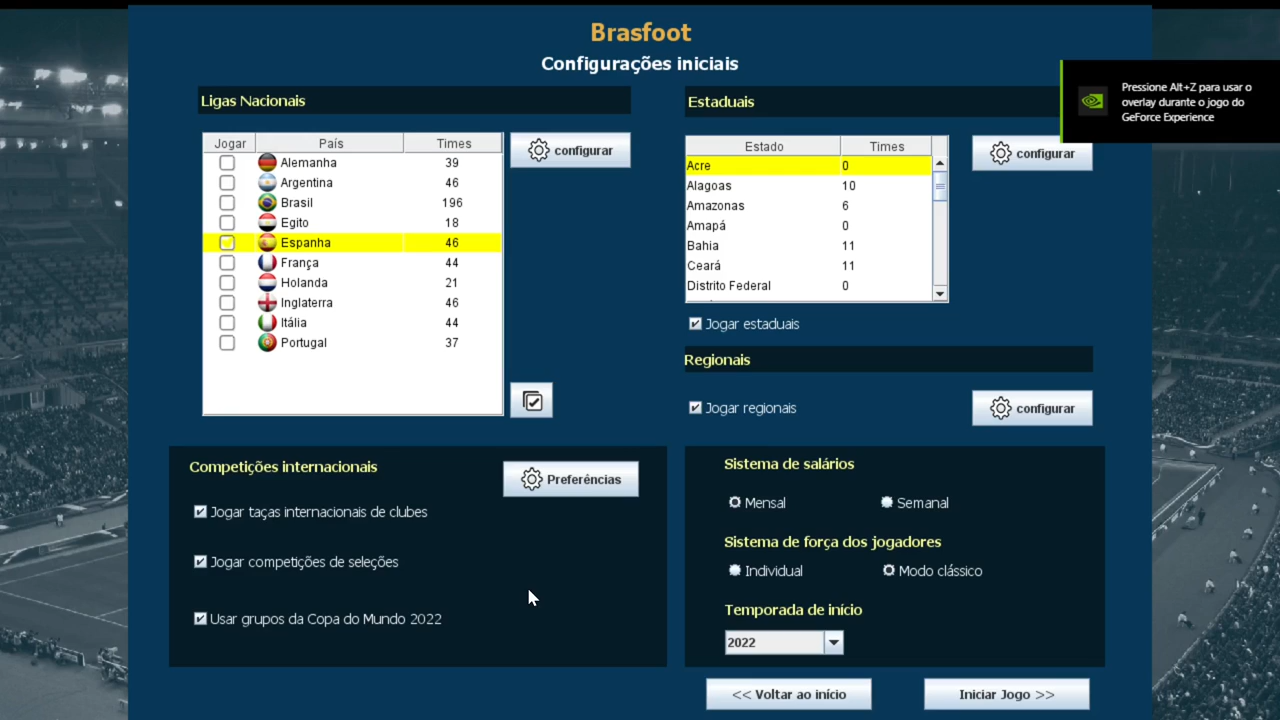 Brasfoot
Configurações iniciais
Pressione Alt+Z para usar o
overlay durante o jogo do
GeForce Experience
Ligas Nacionais
Jogar País Times
Alemanha 39
Argentina 46
Brasil 196
Egito 18
Espanha 46
França 44
Holanda 21
Inglaterra 46
Itália 44
Portugal 37
configurar
Estaduais
Estado Times
Acre 0
Alagoas 10
Amazonas 6
Amapá 0
Bahia 11
Ceará 11
Distrito Federal 0
configurar
Jogar estaduais
Regionais
Jogar regionais
configurar
Competições internacionais
Preferências
Jogar taças internacionais de clubes
Jogar competições de seleções
Usar grupos da Copa do Mundo 2022
Sistema de salários
Mensal Semanal
Sistema de força dos jogadores
Individual Modo clássico
Temporada de início
2022
<< Voltar ao início
Iniciar Jogo >>